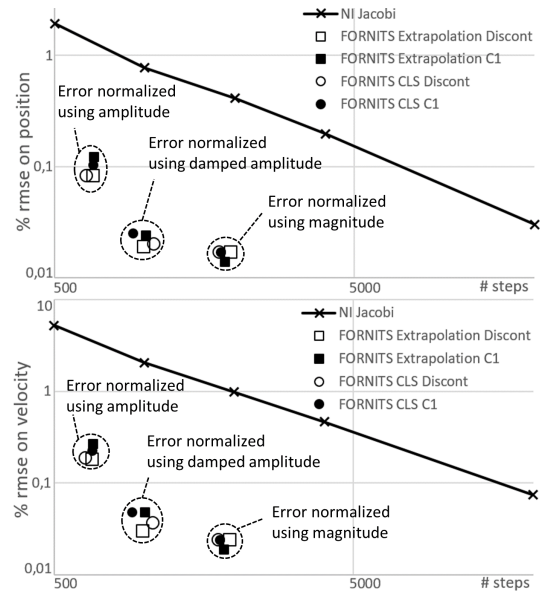 NI Jacobi
FORNITS Extrapolation Discont
FORNITS Extrapolation C1
FORNITS CLS Discont
FORNITS CLS C1
1
0,1
0,01
% rmse on position
Error normalized
using amplitude
Error normalized
using damped amplitude
Error normalized
using magnitude
500
5000
# steps
10
1
0,1
0,01
% rmse on velocity
NI Jacobi
FORNITS Extrapolation Discont
FORNITS Extrapolation C1
FORNITS CLS Discont
FORNITS CLS C1
Error normalized
using amplitude
Error normalized
using damped amplitude
Error normalized
using magnitude
500
5000
# steps